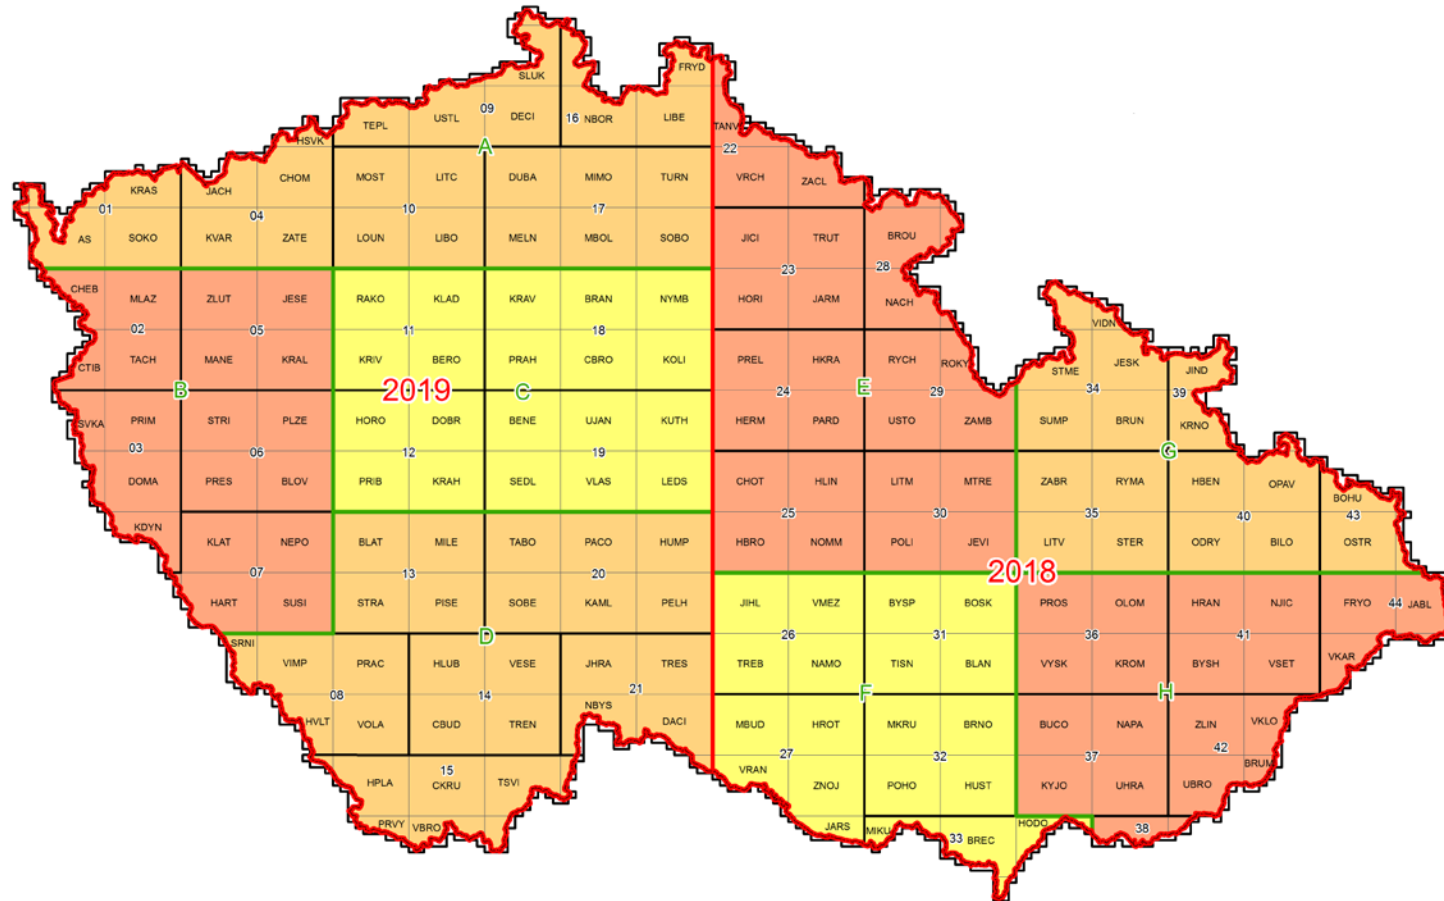 SLUK FRYD
TEPL USTL 09 DECI 16 NBOR LIBE TANV
HSVK A 22
KRAS JACH CHOM MOST LITC DUBA MIMO TURN VRCH ZACL
01 04 10 17
AS SOKO KVAR ZATE LOUN LIBO MELN MBOL SOBO JICI TRUT BROU
23 28
CHEB MLAZ ZLUT JESE RAKO KLAD KRAV BRAN NYMB HORI JARM NACH
02 05 11 18 VIDN
CTIB TACH MANE KRAL KRIV BERO PRAH CBRO KOLI PREL HKRA RYCH ROKY STME JESK JIND
B 2019 C 24 E 29 34 39
SVKA PRIM STRI PLZE HORO DOBR BENE UJAN KUTH HERM PARD USTO ZAMB SUMP BRUN KRNO
03 06 12 19 G
DOMA PRES BLOV PRIB KRAH SEDL VLAS LEDS CHOT HLIN LITM MTRE ZABR RYMA HBEN OPAV BOHU
25 30 35 40 43
KDYN KLAT NEPO BLAT MILE TABO PACO HUMP HBRO NOMM POLI JEVI LITV STER ODRY BILO OSTR
07 13 20 2018
HART SUSI STRA PISE SOBE KAML PELH JIHL VMEZ BYSP BOSK PROS OLOM HRAN NJIC FRYO 44 JABL
SRNI D 26 31 36 41
VIMP PRAC HLUB VESE JHRA TRES TREB NAMO TISN BLAN VYSK KROM BYSH VSET VKAR
08 14 21 F H
HVLT VOLA CBUD TREN NBYS DACI MBUD HROT MKRU BRNO BUCO NAPA ZLIN VKLO
15 27 32 37 42
HPLA CKRU TSVI VRAN ZNOJ POHO HUST KYJO UHRA UBRO BRUM
PRVY VBRO JARS MIKU 33 BREC HODO 38